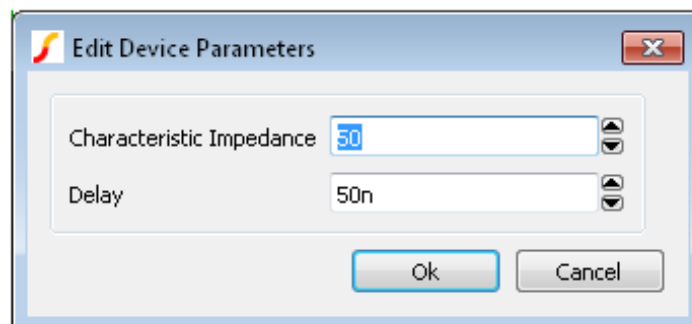 Edit Device Parameters
Characteristic Impedance 50
Delay 50n
Ok Cancel